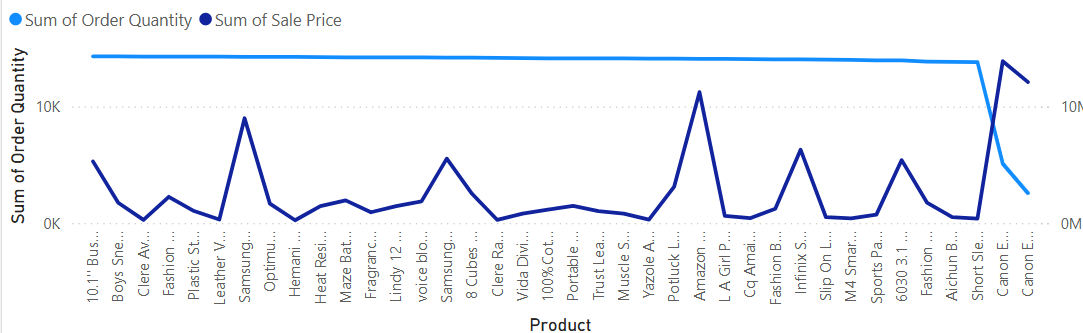 Sum of Order Quantity Sum of Sale Price
Sum of Order Quantity
10K
0K
10M
0M
10.1'' Bus...
Boys Sne...
Clere Av...
Fashion ...
Plastic St...
Leather V...
Samsung...
Optimu...
Hemani ...
Heat Resi...
Maze Bat...
Fragranc...
Lindy 12 ...
voice blo...
Samsung...
8 Cubes ...
Clere Ra...
Vida Divi...
100%Cot...
Portable ...
Trust Lea...
Muscle S...
Yazole A...
Potluck L...
Amazon ...
L A Girl P...
Cq Amai...
Fashion B...
Infinix S...
Slip On L...
M4 Smar...
Sports Pa...
6030 3.1 ...
Fashion ...
Aichun B...
Short Sle...
Canon E...
Canon E...
Product